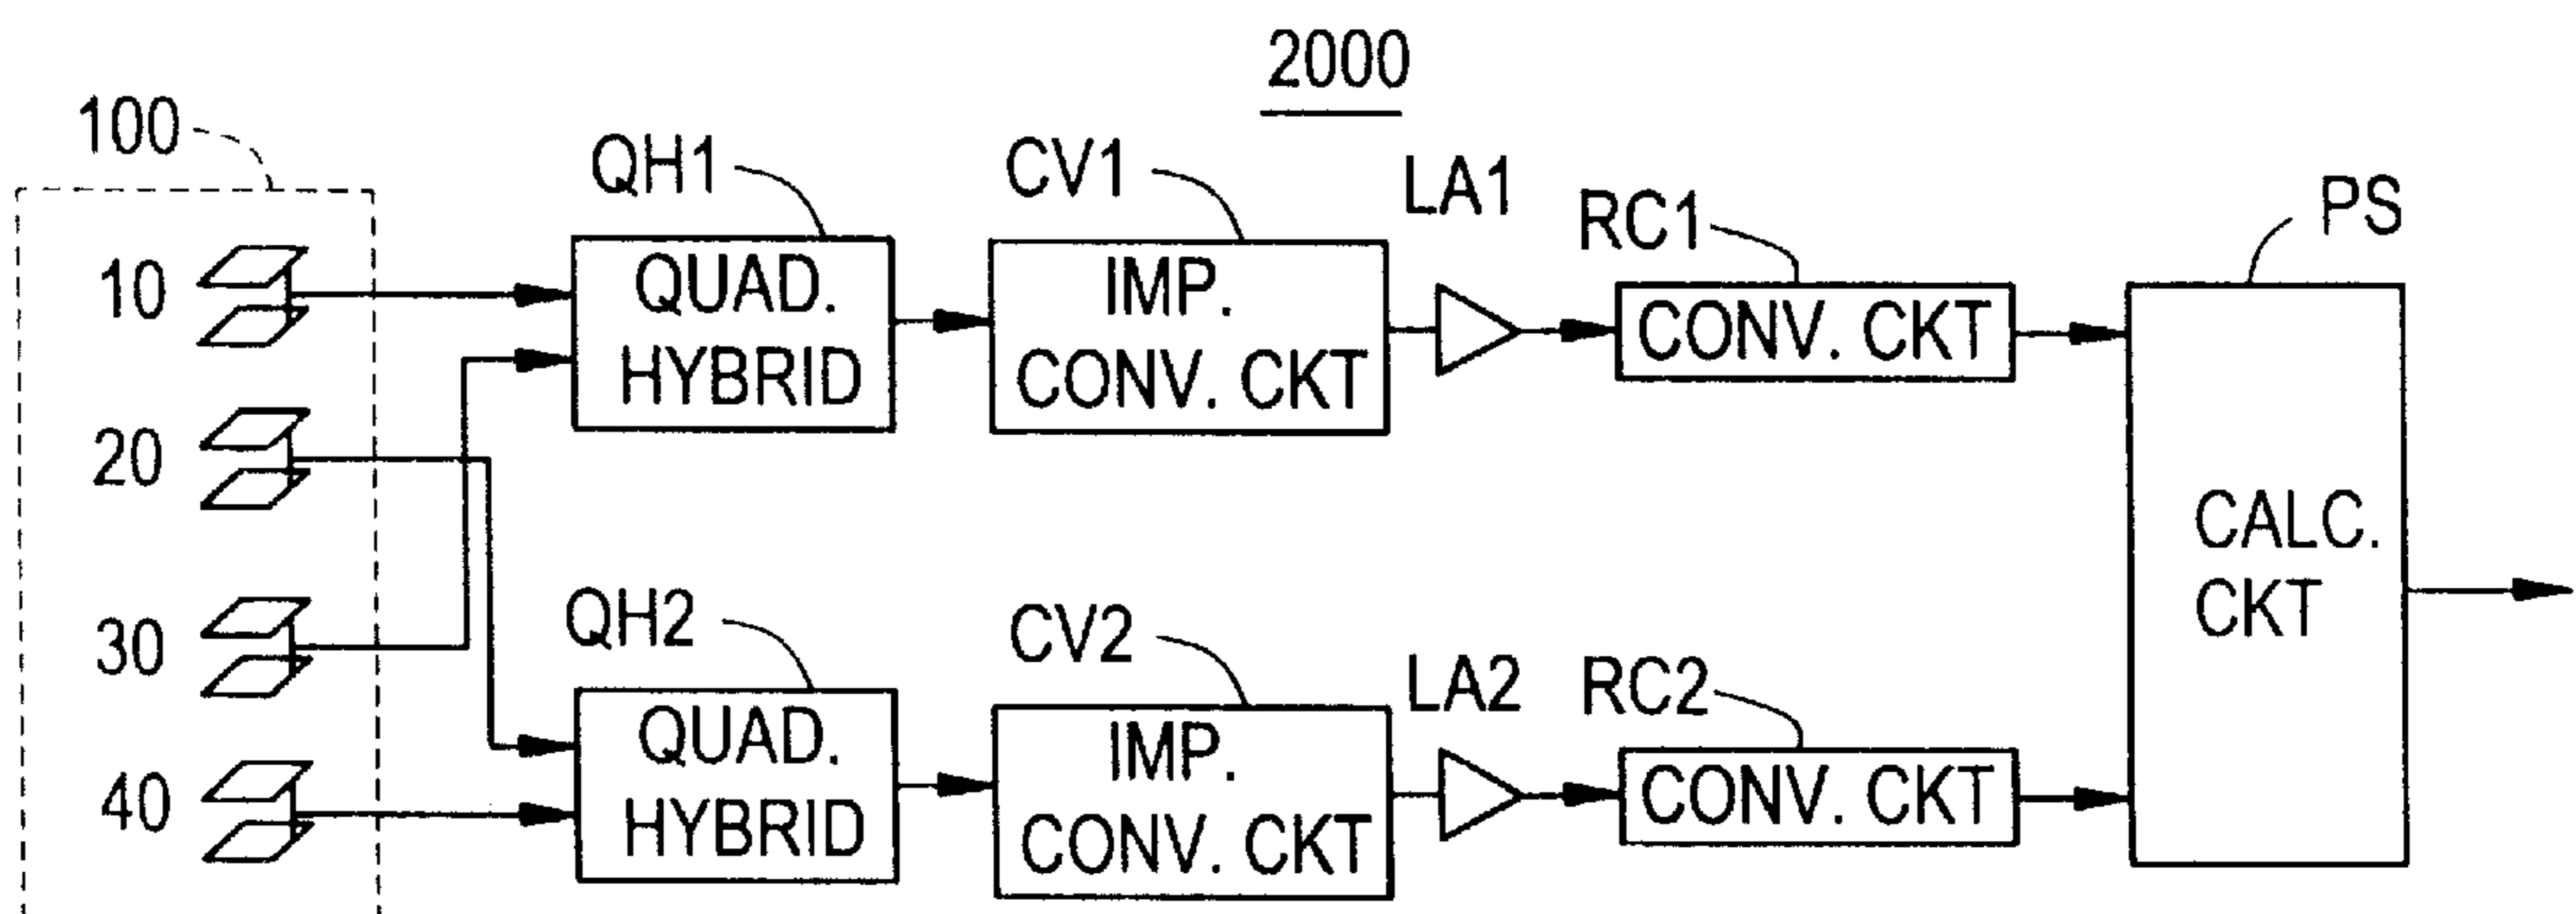 2000
100
QH1
CV1
LA1
RC1
PS
10
QUAD.
HYBRID
IMP.
CONV. CKT
CONV. CKT
20
CALC.
CKT
30
QH2
CV2
LA2
RC2
40
QUAD.
HYBRID
IMP.
CONV. CKT
CONV. CKT